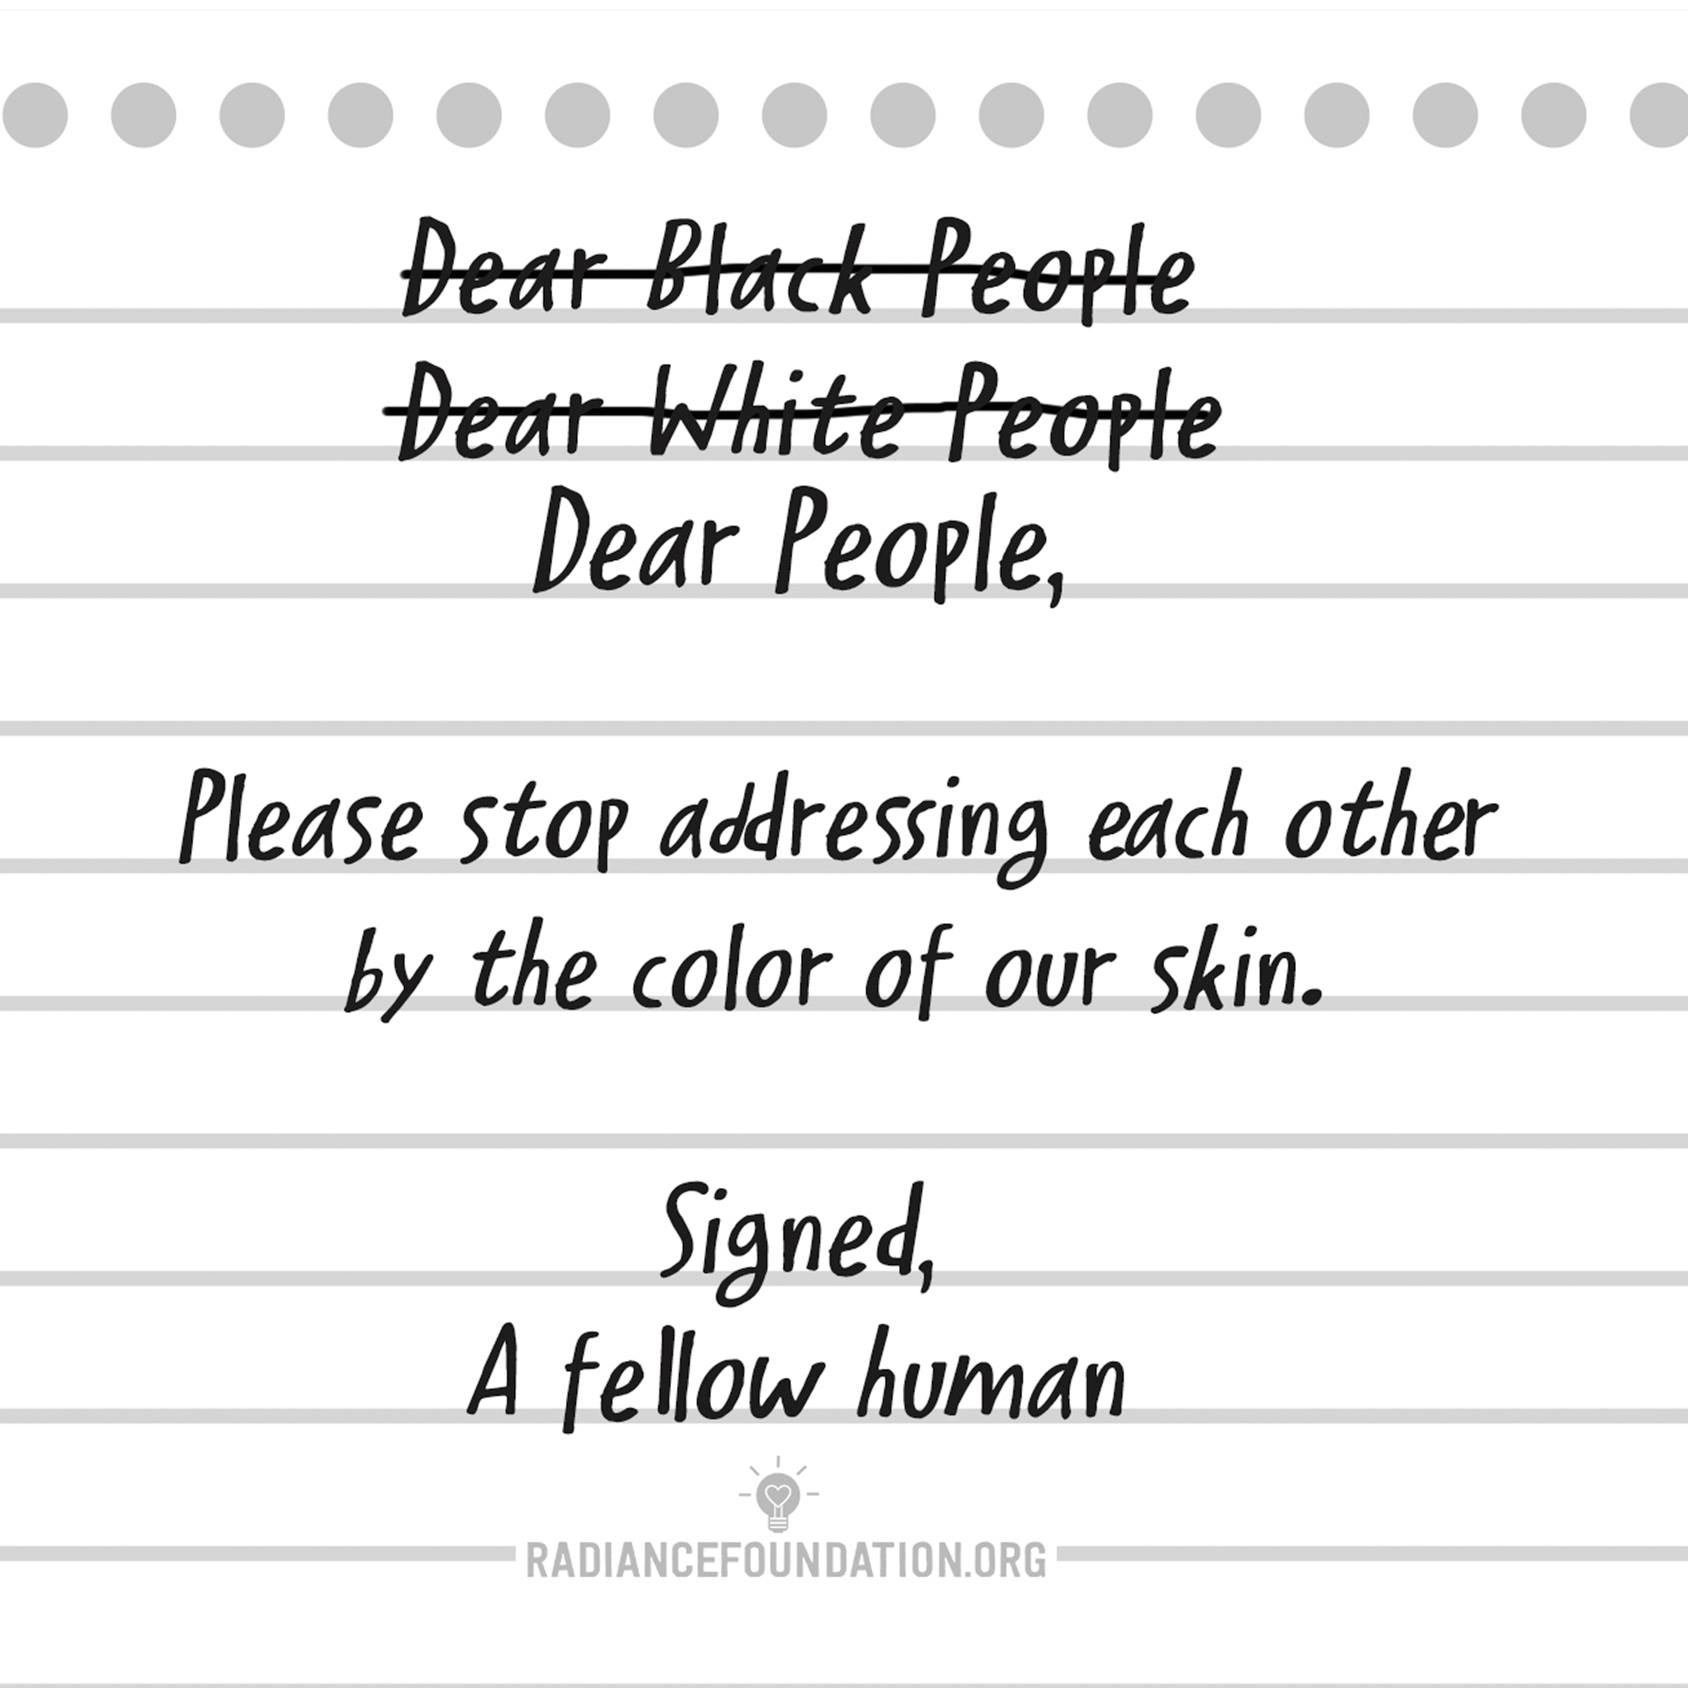 Dear Black People
Dear White People
Dear People,
Please stop addressing each other
by the color of our skin.
Signed,
A fellow human
RADIANCEFOUNDATION.ORG